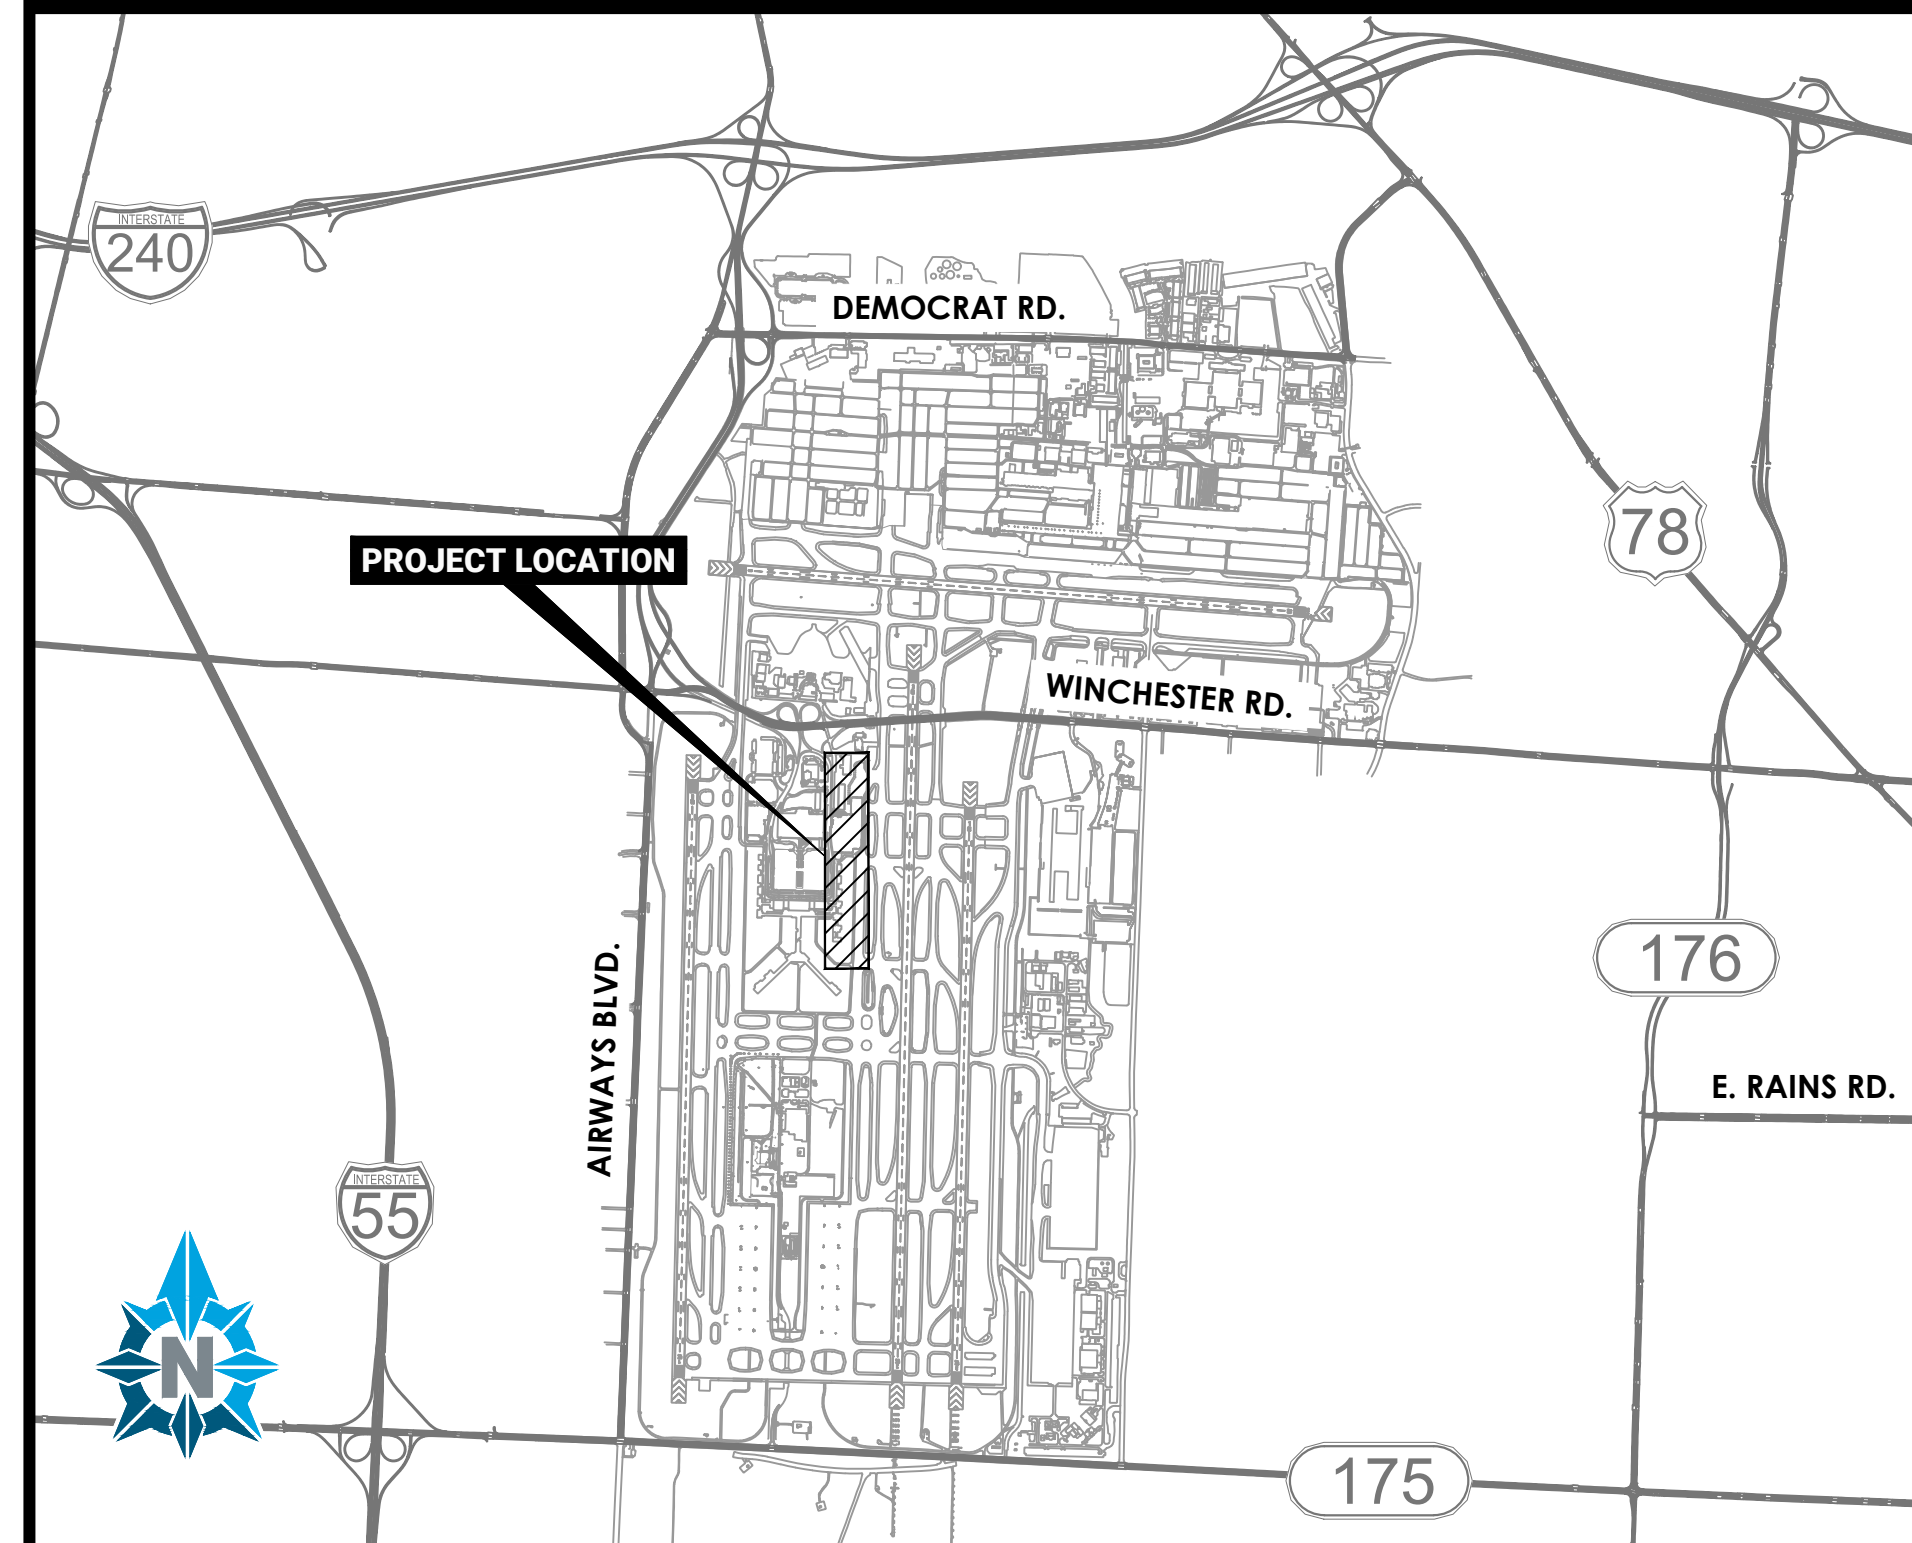 INTERSTATE
240
DEMOCRAT RD.
78
PROJECT LOCATION
WINCHESTER RD.
176
AIRWAYS BLVD.
E. RAINS RD.
INTERSTATE
55
N
175